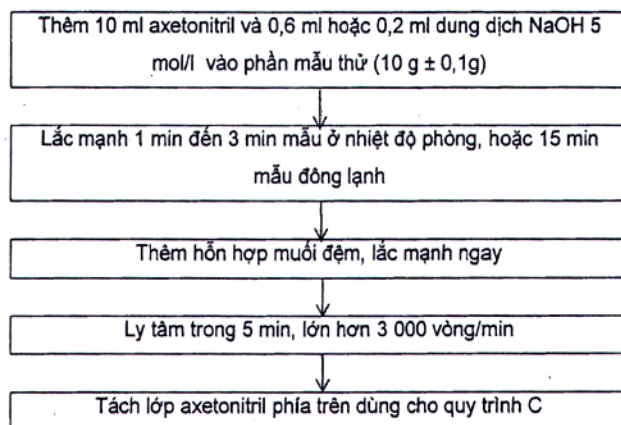 Thêm 10 ml axetonitril và 0,6 ml hoặc 0,2 ml dung dịch NaOH 5
mol/l vào phần mẫu thử (10 g ± 0,1g)
Lắc mạnh 1 min đến 3 min mẫu ở nhiệt độ phòng, hoặc 15 min
mẫu đông lạnh
Thêm hỗn hợp muối đệm, lắc mạnh ngay
Ly tâm trong 5 min, lớn hơn 3 000 vòng/min
Tách lớp axetonitril phía trên dùng cho quy trình C